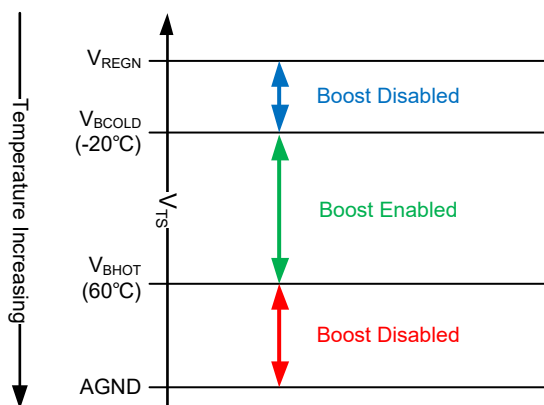 Temperature Increasing
VREGN
Boost Disabled
VBCOLD
(-20℃)
VTS
Boost Enabled
VBHOT
(60℃)
Boost Disabled
AGND